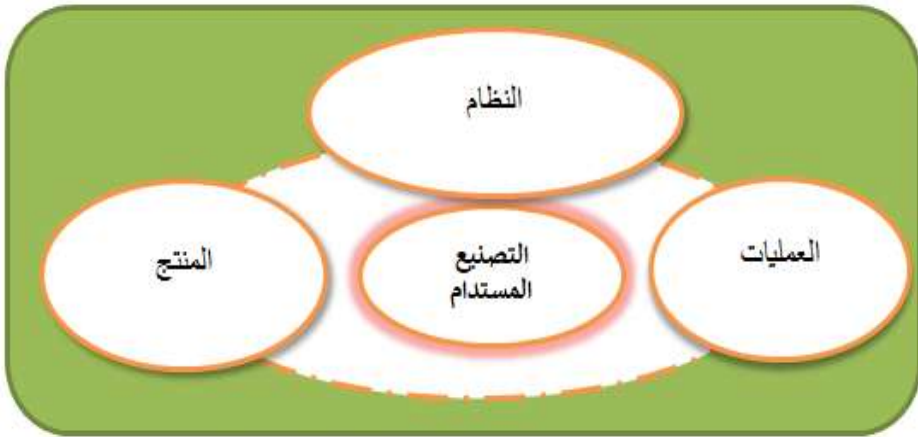 النظام
العمليات
المنتج
التصنيع
المستدام